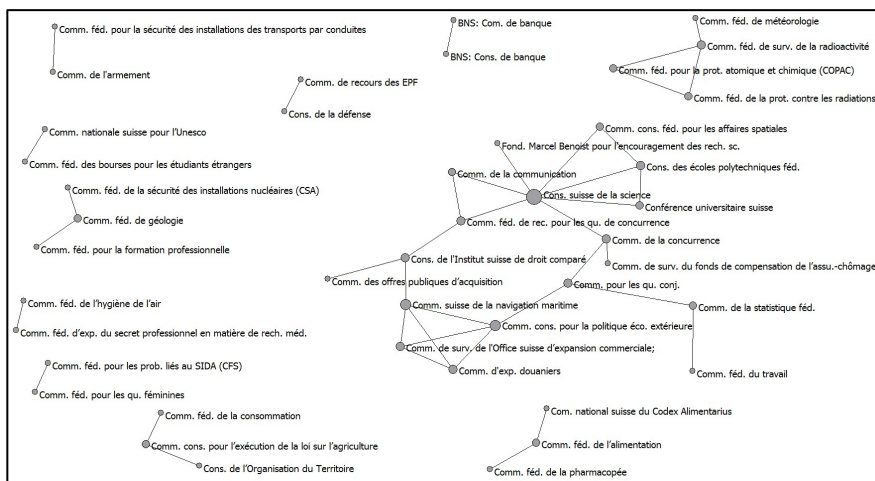 Comm. féd. de météorologie
BNS: Com. de banque
Comm. féd. pour la sécurité des installations des transports par conduites
Comm. féd. de surv. de la radioactivité
BNS: Cons. de banque
Comm. féd. pour la prot. atomique et chimique (COPAC)
Comm. de l'armement
Comm. de recours des EPF
Comm. féd. de la prot. contre les radiations
Cons. de la défense
Comm. cons. féd. pour les affaires spatiales
Comm. nationale suisse pour l'Unesco
Fond. Marcel Benoist pour l'encouragement des rech. sc.
Comm. féd. des bourses pour les étudiants étrangers
Cons. des écoles polytechniques féd.
Comm. de la communication
Comm. féd. de la sécurité des installations nucléaires (CSA)
Cons. suisse de la science
Conférence universitaire suisse
Comm. féd. de géologie
Comm. féd. de rec. pour les qu. de concurrence
Comm. de la concurrence
Comm. féd. pour la formation professionnelle
Cons. de l'Institut suisse de droit comparé
Comm. de surv. du fonds de compensation de l'assu.-chômage
Comm. des offres publiques d'acquisition
Comm. pour les qu. conj.
Comm. féd. de l'hygiène de l'air
Comm. suisse de la navigation maritime
Comm. de la statistique féd.
Comm. féd. d'exp. du secret professionnel en matière de rech. méd.
Comm. cons. pour la politique éco. extérieure
Comm. de surv. de l'Office suisse d'expansion commerciale;
Comm. féd. pour les prob. liés au SIDA (CFS)
Comm. d'exp. douaniers
Comm. féd. du travail
Comm. féd. pour les qu. féminines
Comm. féd. de la consommation
Com. national suisse du Codex Alimentarius
Comm. cons. pour l'exécution de la loi sur l'agriculture
Comm. féd. de l'alimentation
Cons. de l'Organisation du Territoire
Comm. féd. de la pharmacopée